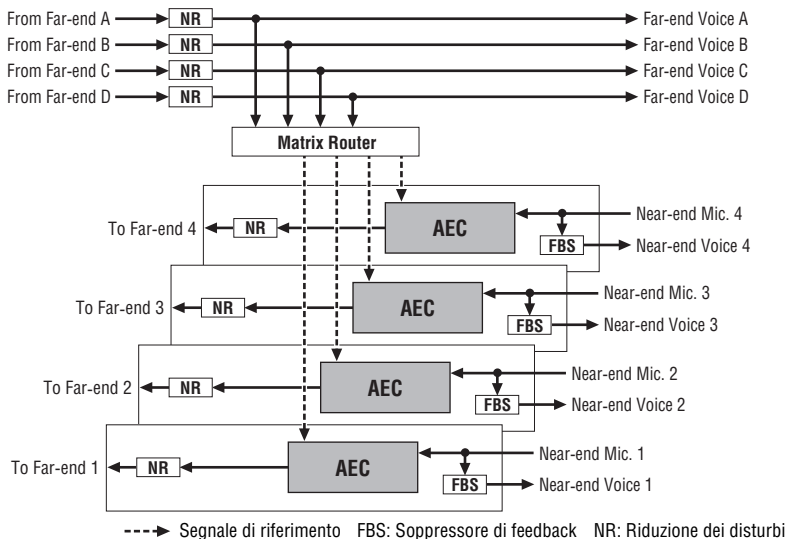 From Far-end A NR Far-end Voice A
From Far-end B NR Far-end Voice B
From Far-end C NR Far-end Voice C
From Far-end D NR Far-end Voice D
Matrix Router
To Far-end 4 NR AEC Near-end Mic. 4
FBS Near-end Voice 4
To Far-end 3 NR AEC Near-end Mic. 3
FBS Near-end Voice 3
To Far-end 2 NR AEC Near-end Mic. 2
FBS Near-end Voice 2
To Far-end 1 NR AEC Near-end Mic. 1
FBS Near-end Voice 1
Segnale di riferimento FBS: Soppressore di feedback NR: Riduzione dei disturbi